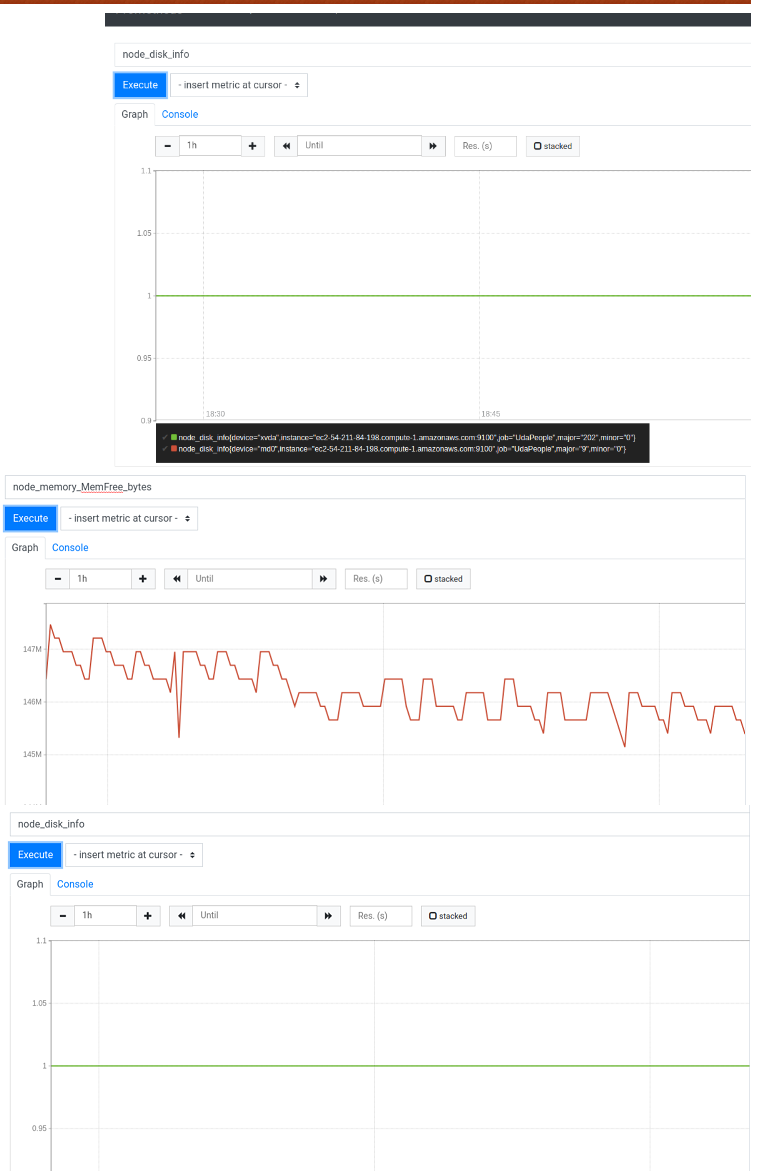 node_disk_info
Execute - insert metric at cursor -
Graph Console
1h Until Res. (s) stacked
1.1
1.05
1
0.95
0.9
18:30 18:45
node_disk_info{device="xvda",instance="ec2-54-211-84-198.compute-1.amazonaws.com:9100",job="UdaPeople",major="202",minor="0"}
node_disk_info{device="md0",instance="ec2-54-211-84-198.compute-1.amazonaws.com:9100",job="UdaPeople",major="9",minor="0"}
node_memory_MemFree_bytes
Execute - insert metric at cursor -
Graph Console
1h Until Res. (s) stacked
147M
146M
145M
node_disk_info
Execute - insert metric at cursor -
Graph Console
1h Until Res. (s) stacked
1.1
1.05
1
0.95